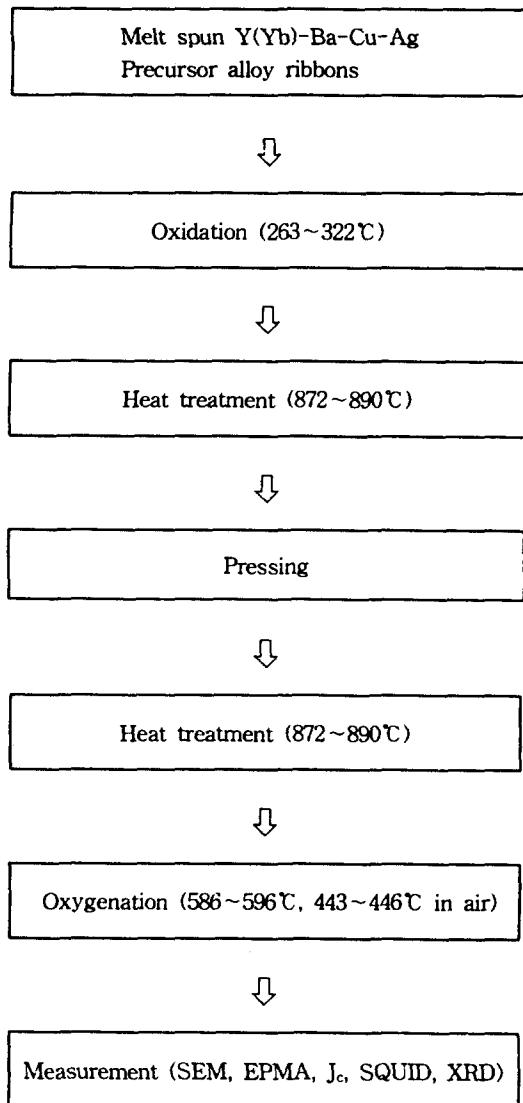 Melt spun Y(Yb)-Ba-Cu-Ag
Precursor alloy ribbons
Oxidation (263~322℃)
Heat treatment (872~890℃)
Pressing
Heat treatment (872~890℃)
Oxygenation (586~596℃, 443~446℃ in air)
Measurement (SEM, EPMA, Jc, SQUID, XRD)